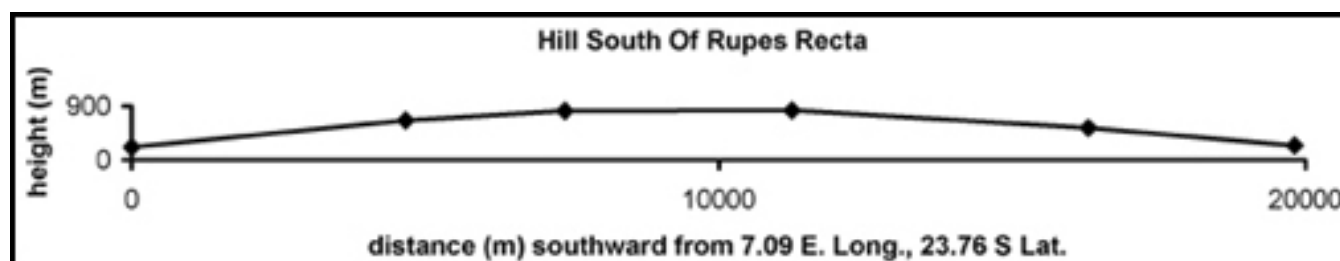 Hill South Of Rupes Recta
height (m)
900
0
0 10000 20000
distance (m) southward from 7.09 E. Long., 23.76 S Lat.